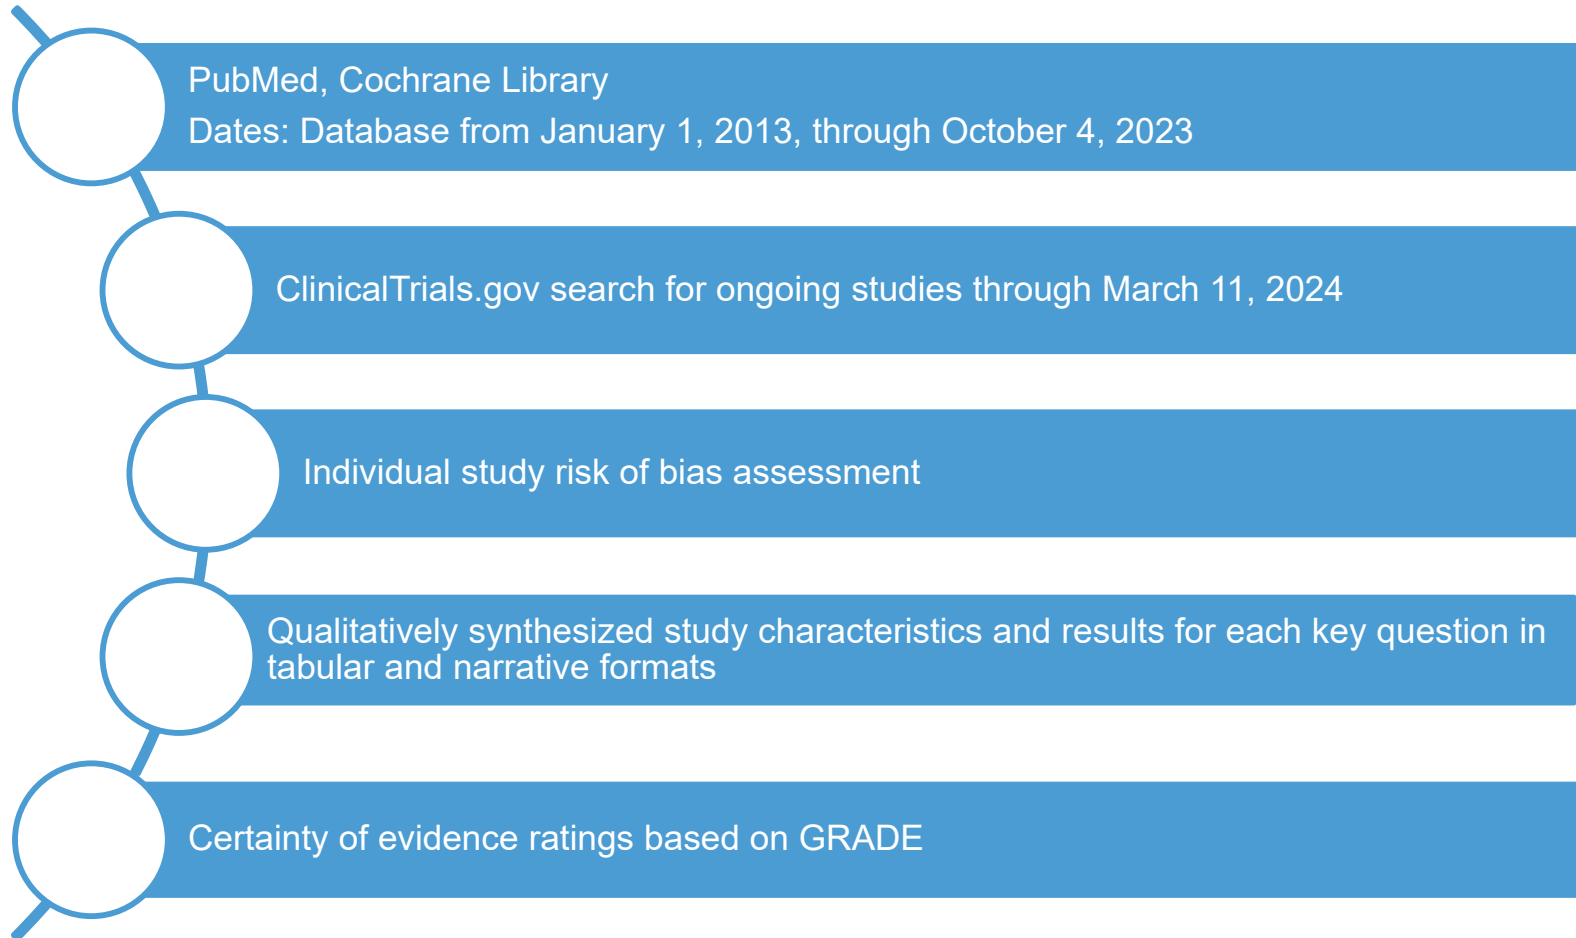 PubMed, Cochrane Library
Dates: Database from January 1, 2013, through October 4, 2023
ClinicalTrials.gov search for ongoing studies through March 11, 2024
Individual study risk of bias assessment
Qualitatively synthesized study characteristics and results for each key question in
tabular and narrative formats
Certainty of evidence ratings based on GRADE